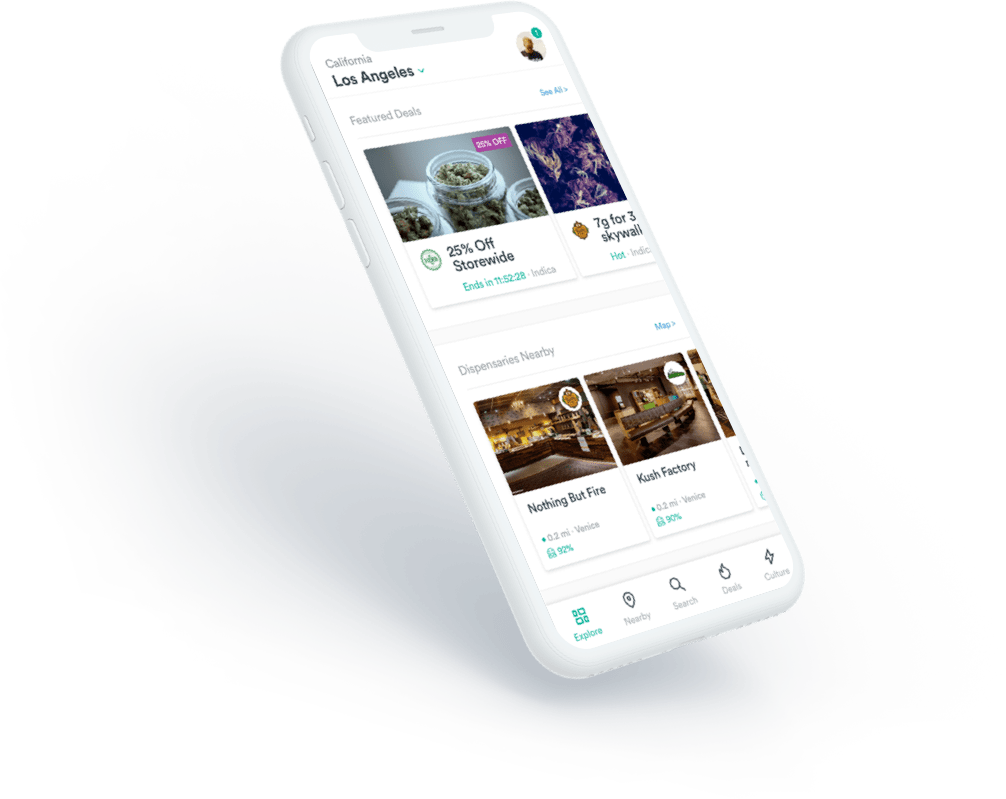 California
Los Angeles
Featured Deals
See All >
25% OFF
25% Off
Storewide
Ends in 11:52:28 · Indica
7g for 3
skywall
Hot · Indic
Dispensaries Nearby
Map >
Nothing But Fire
0.2 mi · Venice
92%
Kush Factory
0.2 mi · Venice
90%
Explore
Nearby
Search
Deals
Culture